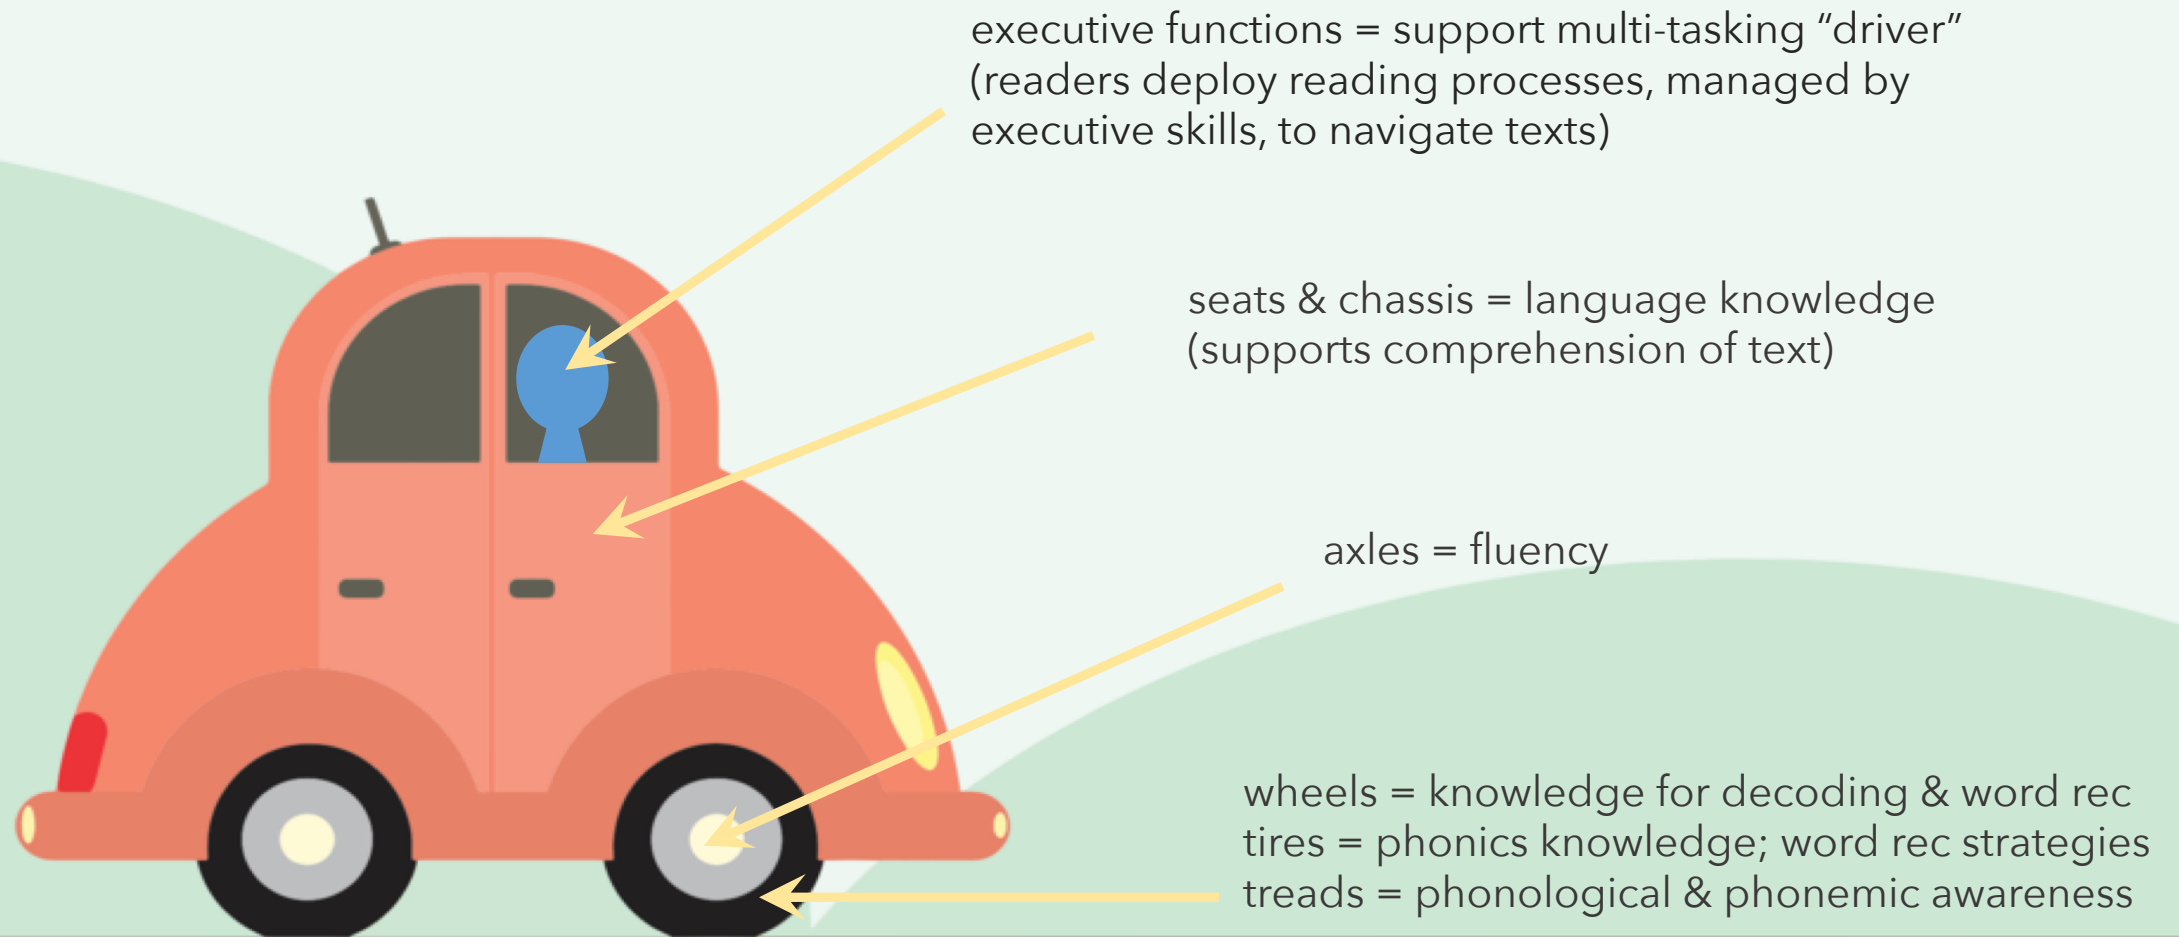 executive functions = support multi-tasking “driver”
(readers deploy reading processes, managed by
executive skills, to navigate texts)
seats & chassis = language knowledge
(supports comprehension of text)
axles = fluency
wheels = knowledge for decoding & word rec
tires = phonics knowledge; word rec strategies
treads = phonological & phonemic awareness